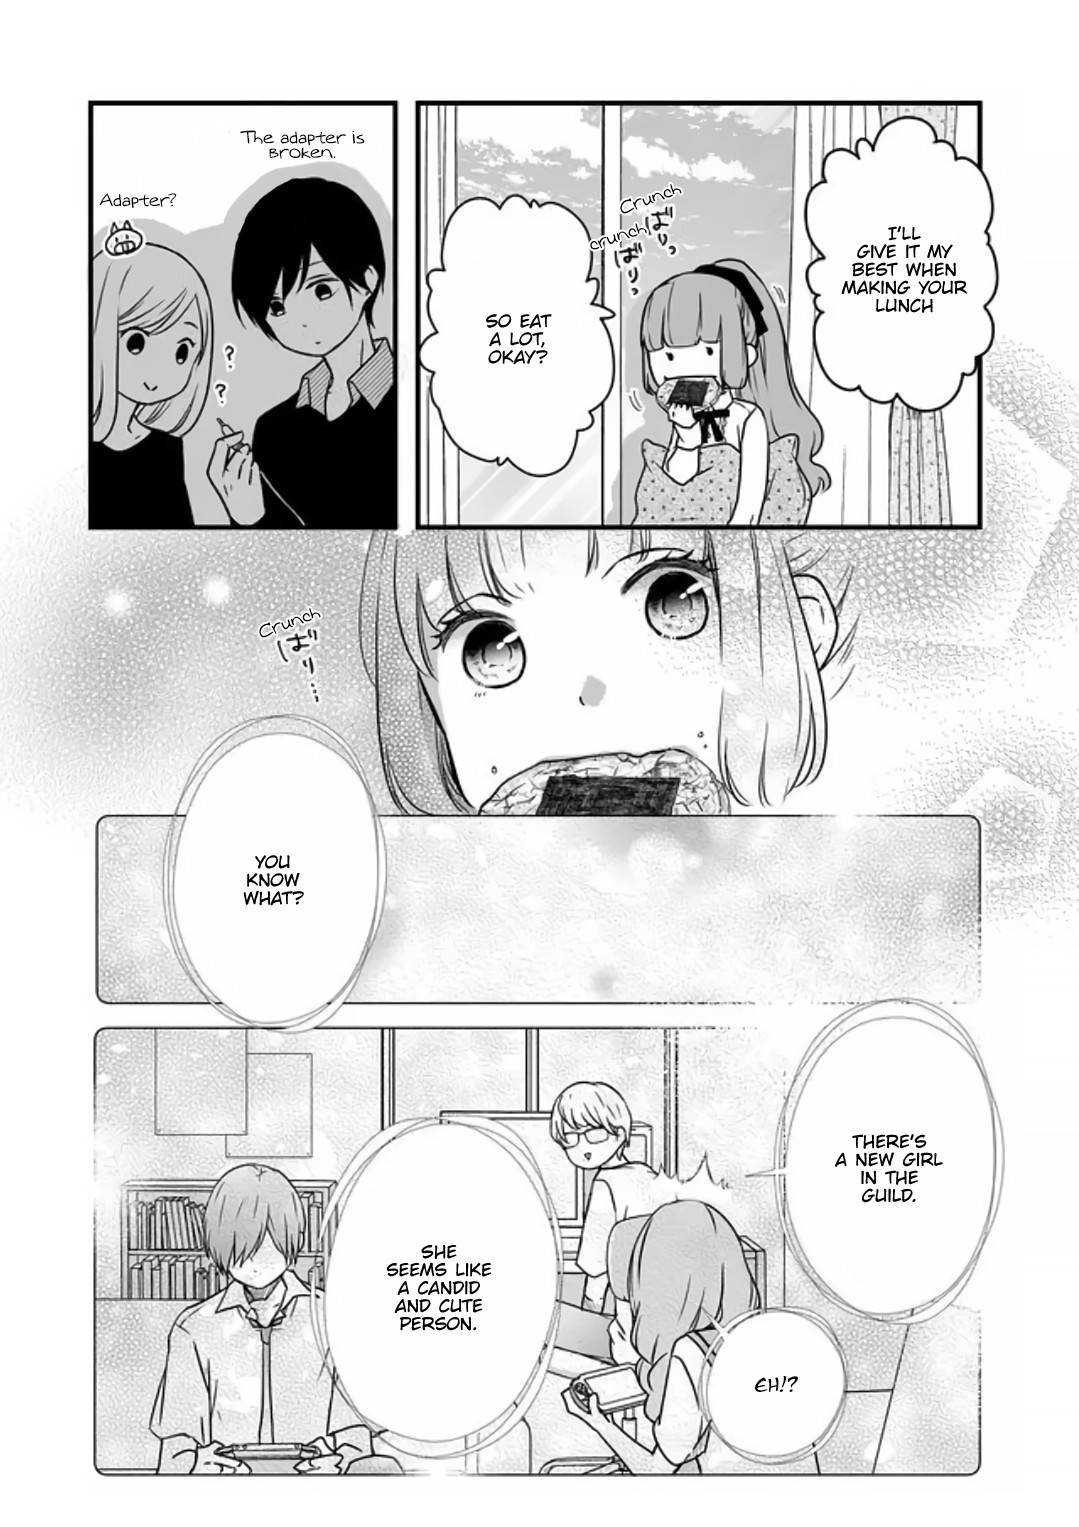 I'LL
GIVE IT MY
BEST WHEN
MAKING YOUR
LUNCH
Crunch
ばりっ
crunch
ばりっ
SO EAT
A LOT,
OKAY?
The adapter is
Broken.
Adapter?
?
?
Crunch
ばり…
YOU
KNOW
WHAT?
THERE'S
A NEW GIRL
IN THE
GUILD.
SHE
SEEMS LIKE
A CANDID
AND CUTE
PERSON.
EH!?